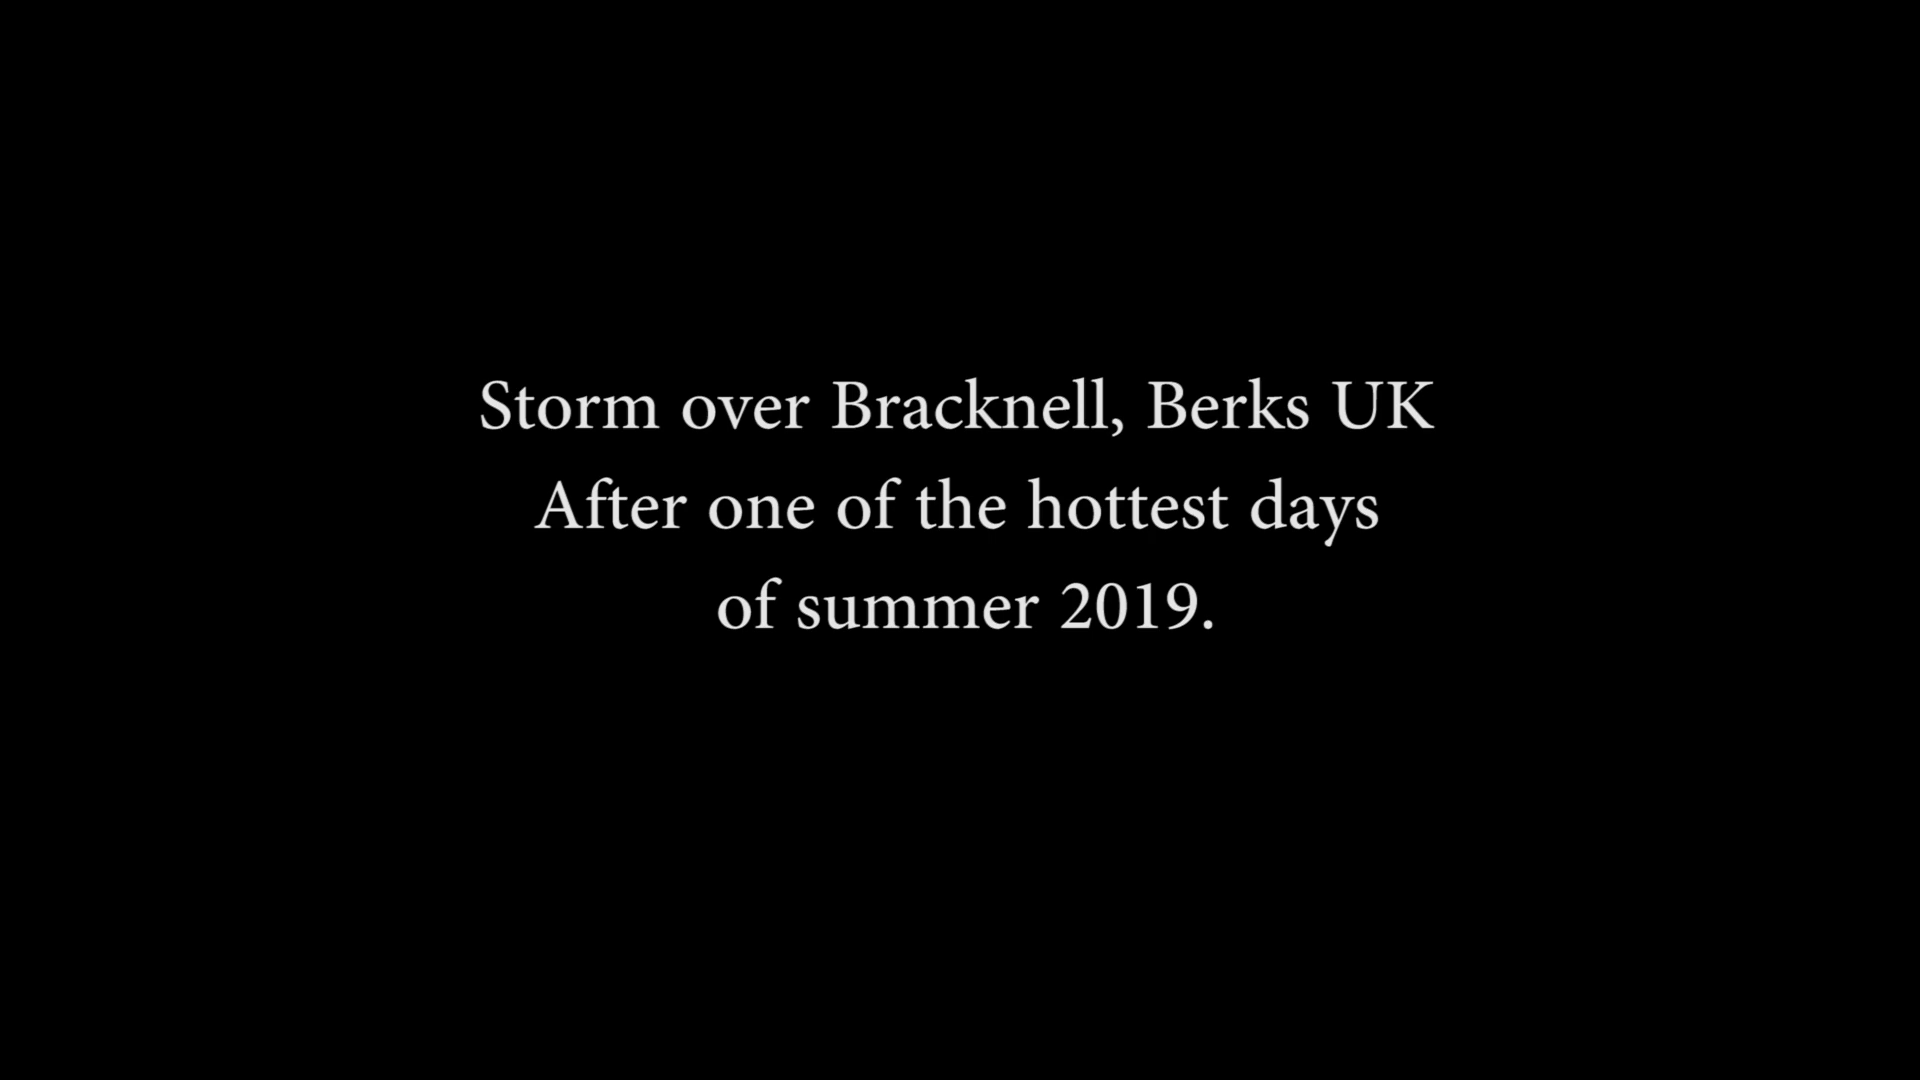 Storm over Bracknell, Berks UK
After one of the hottest days
of summer 2019.